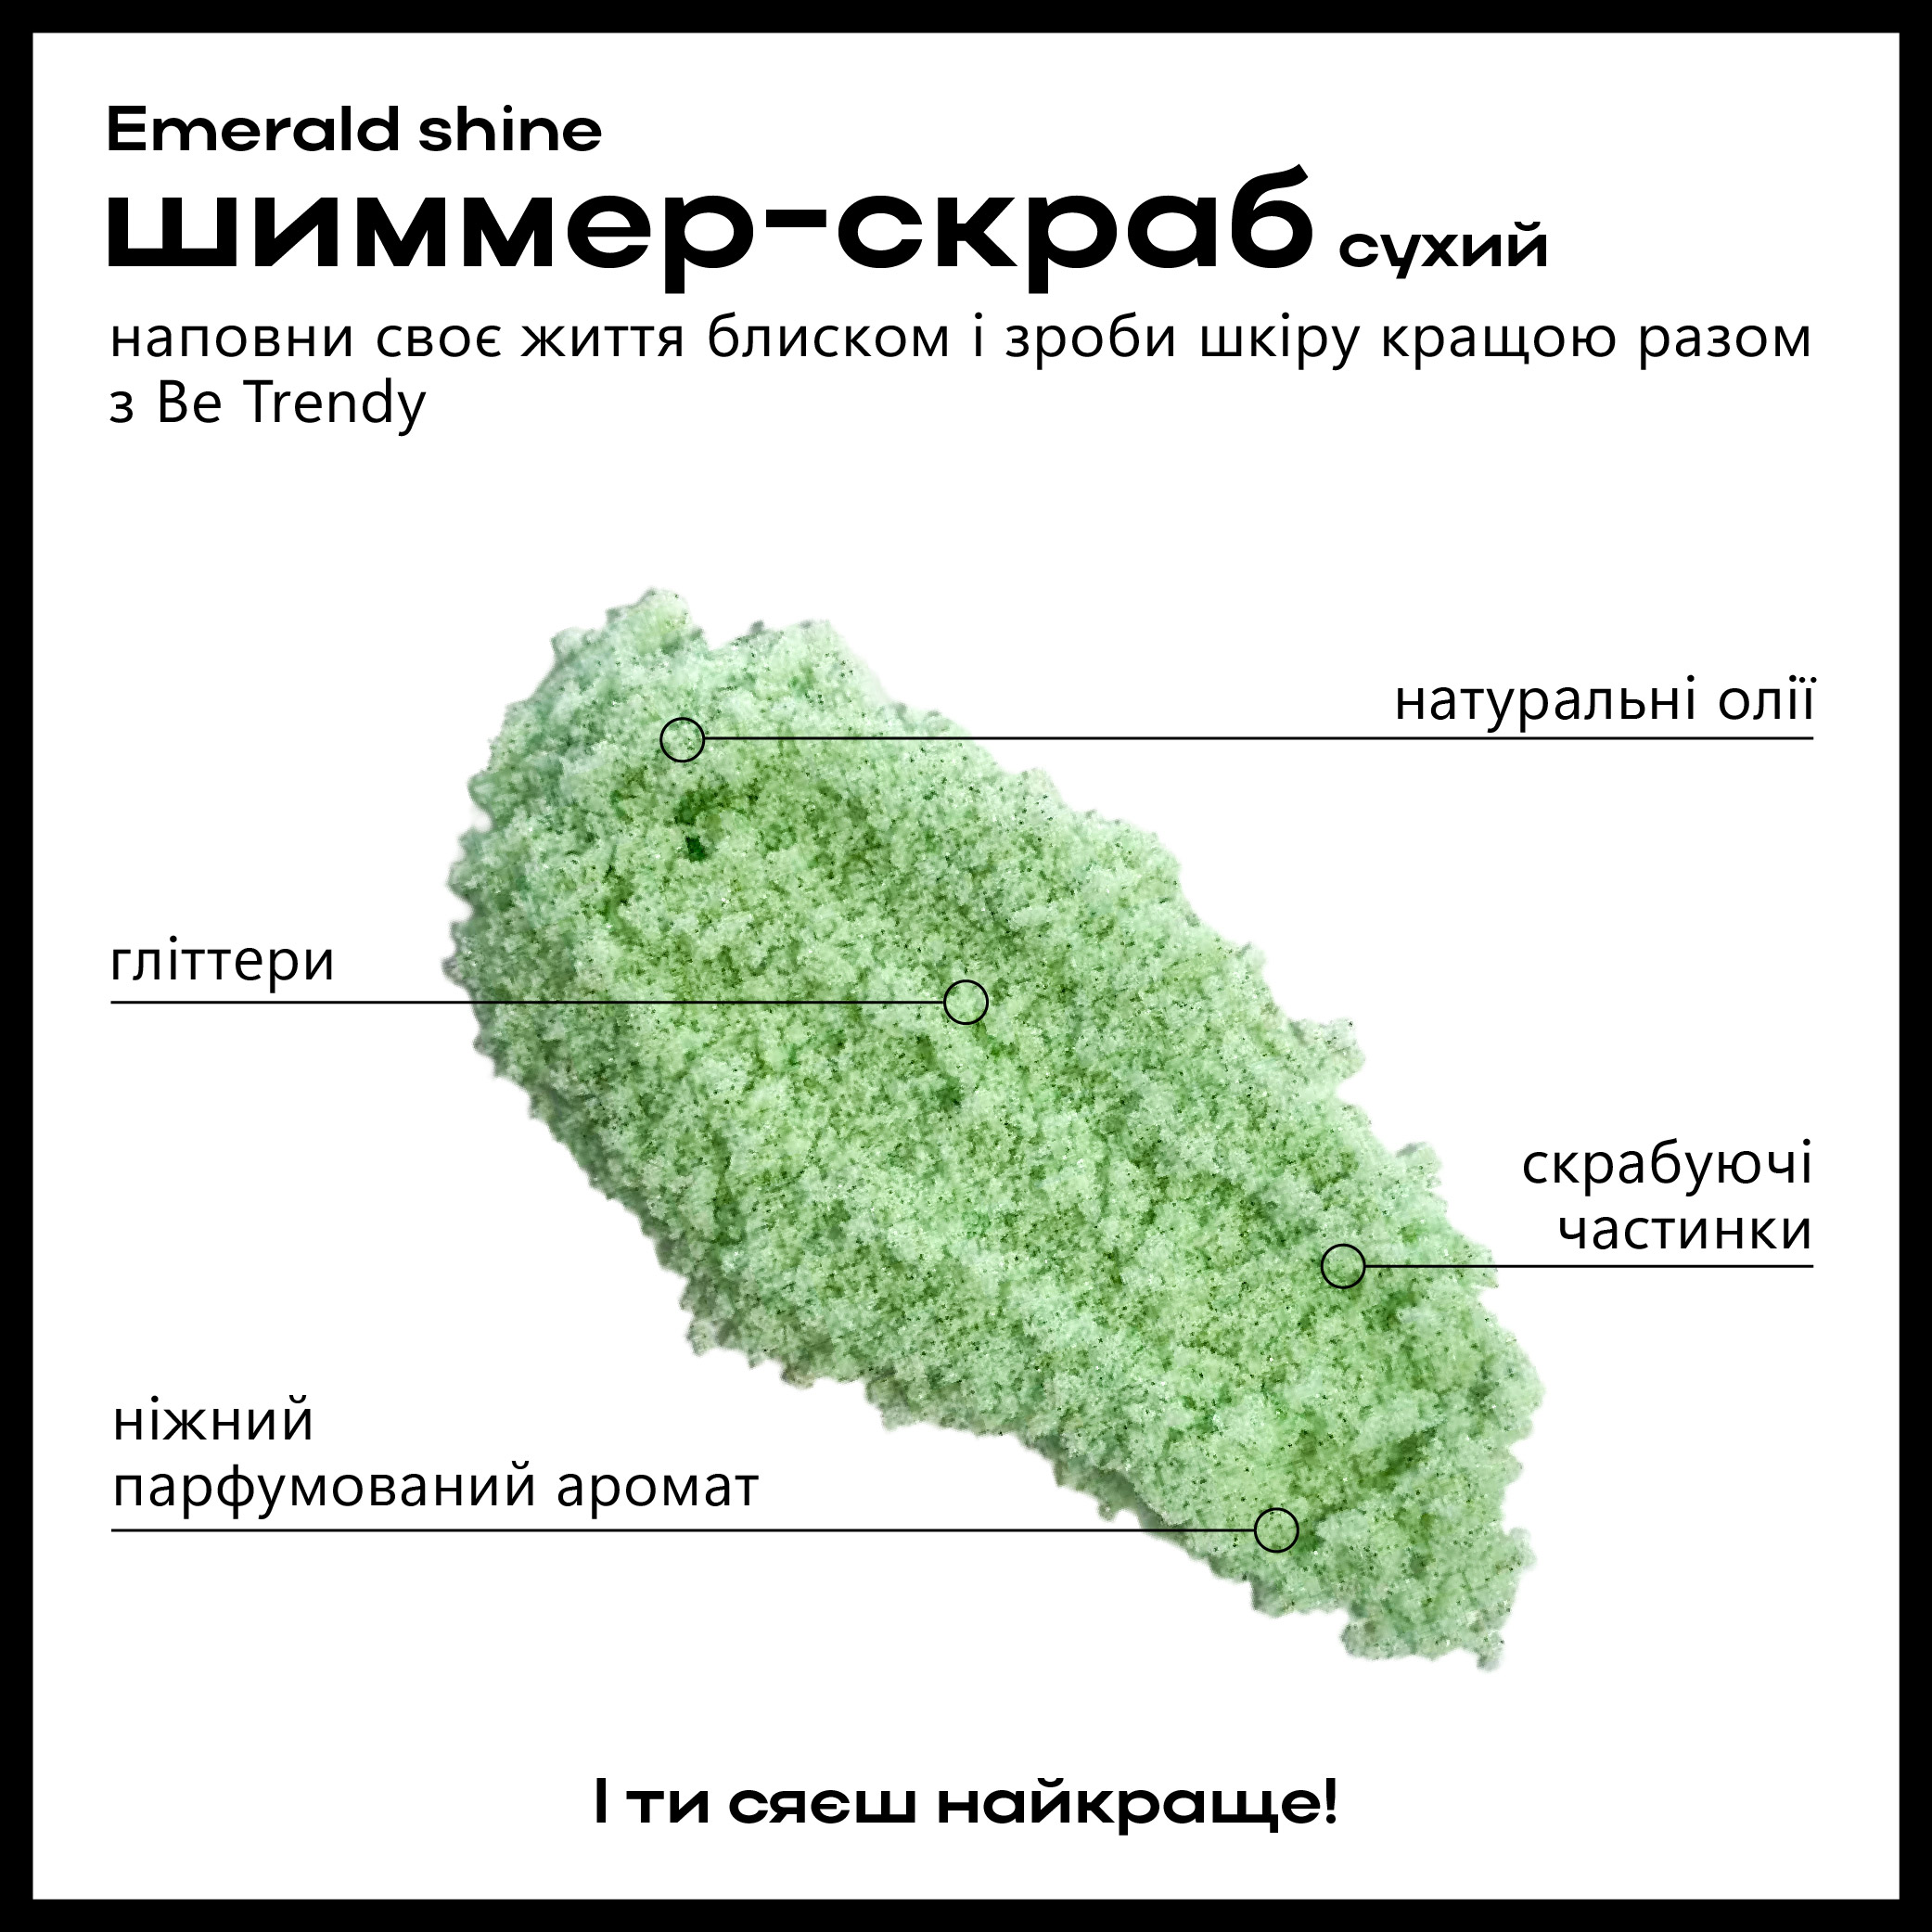 Emerald shine
шиммер-скраб сухий
наповни своє життя блиском і зроби шкіру кращою разом
з Be Trendy
натуральні олії
гліттери
скрабуючі
частинки
ніжний
парфумований аромат
І ти сяєш найкраще!